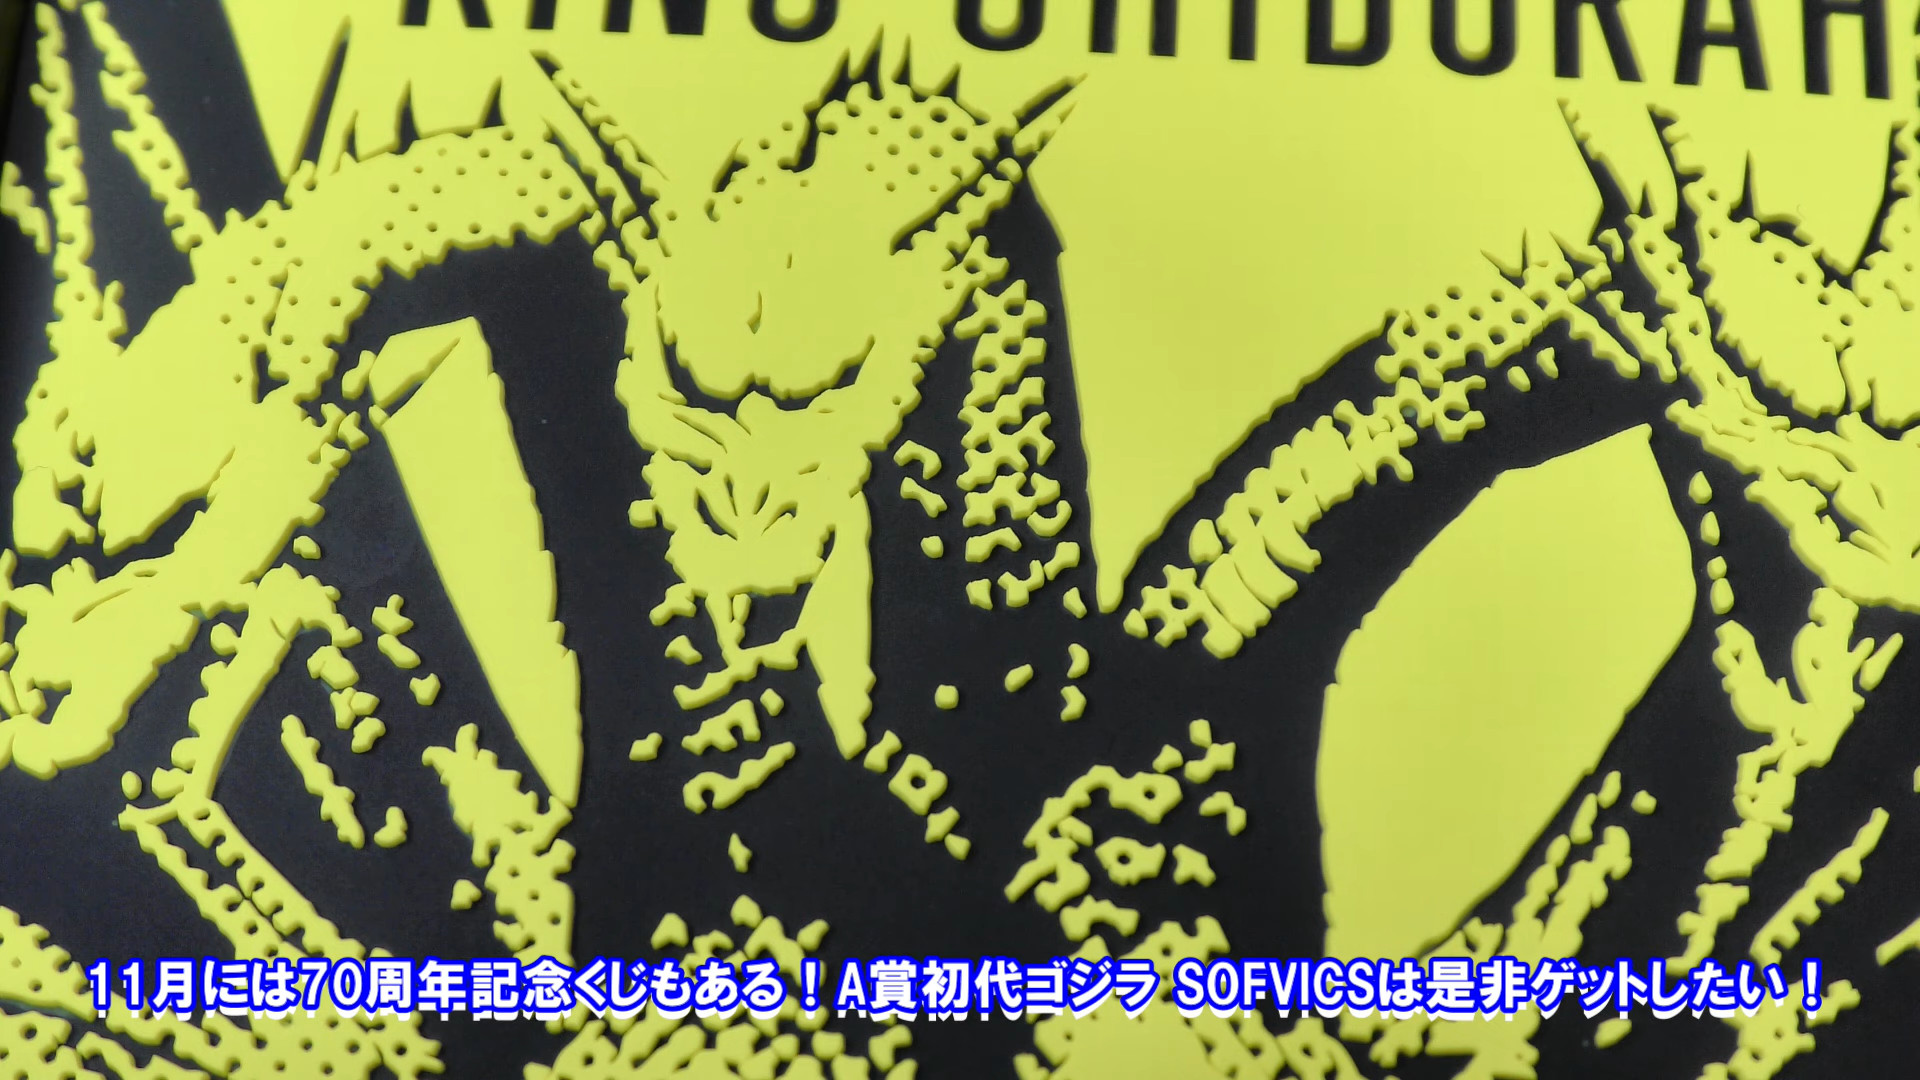 KING GHIDORAH
11月には70周年記念くじもある！A賞初代ゴジラ SOFVICSは是非ゲットしたい！